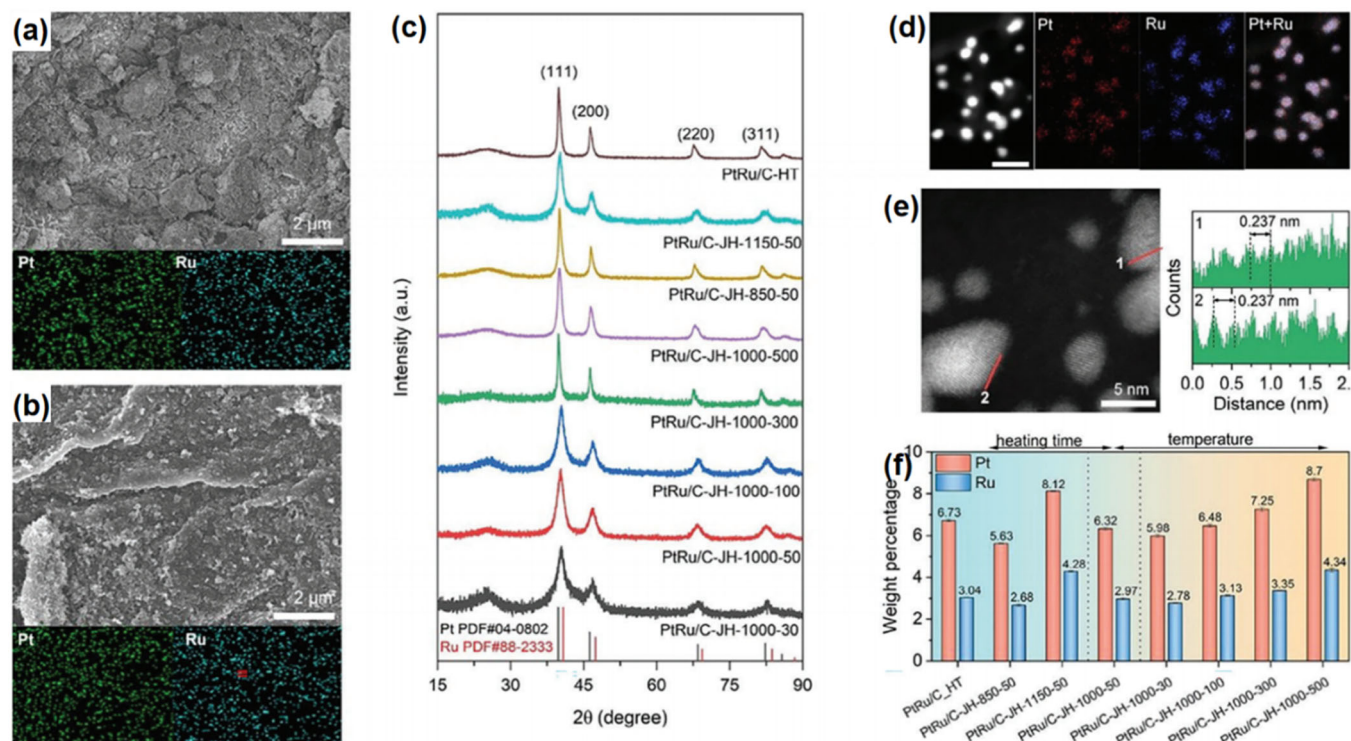 (a)
2 μm
Pt
Ru
(b)
2 μm
Pt
Ru
(c)
Intensity (a.u.)
(111)
(200)
(220)
(311)
PtRu/C-HT
PtRu/C-JH-1150-50
PtRu/C-JH-850-50
PtRu/C-JH-1000-500
PtRu/C-JH-1000-300
PtRu/C-JH-1000-100
PtRu/C-JH-1000-50
PtRu/C-JH-1000-30
Pt PDF#04-0802
Ru PDF#88-2333
15 30 45 60 75 90
2θ (degree)
(d)
Pt
Ru
Pt+Ru
(e)
1
2
5 nm
Counts
1
0.237 nm
2
0.237 nm
0.0 0.5 1.0 1.5 2.
Distance (nm)
(f)
Weight percentage
10
8
6
4
2
0
heating time
temperature
Pt
Ru
6.73
3.04
5.63
2.68
8.12
4.28
6.32
2.97
5.98
2.78
6.48
3.13
7.25
3.35
8.7
4.34
PtRu/C_HT
PtRu/C-JH-850-50
PtRu/C-JH-1150-50
PtRu/C-JH-1000-50
PtRu/C-JH-1000-30
PtRu/C-JH-1000-100
PtRu/C-JH-1000-300
PtRu/C-JH-1000-500